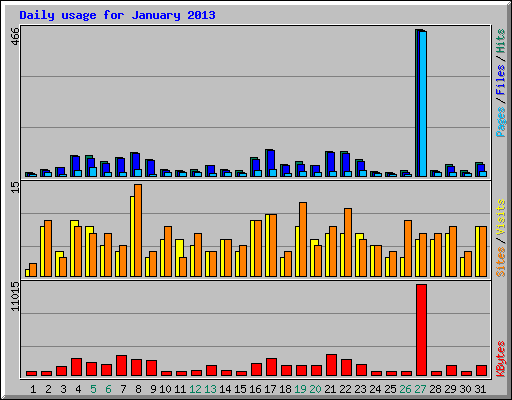 Daily usage for January 2013
466
Pages / Files / Hits
15
Sites / Visits
11015
KBytes
1 2 3 4 5 6 7 8 9 10 11 12 13 14 15 16 17 18 19 20 21 22 23 24 25 26 27 28 29 30 31